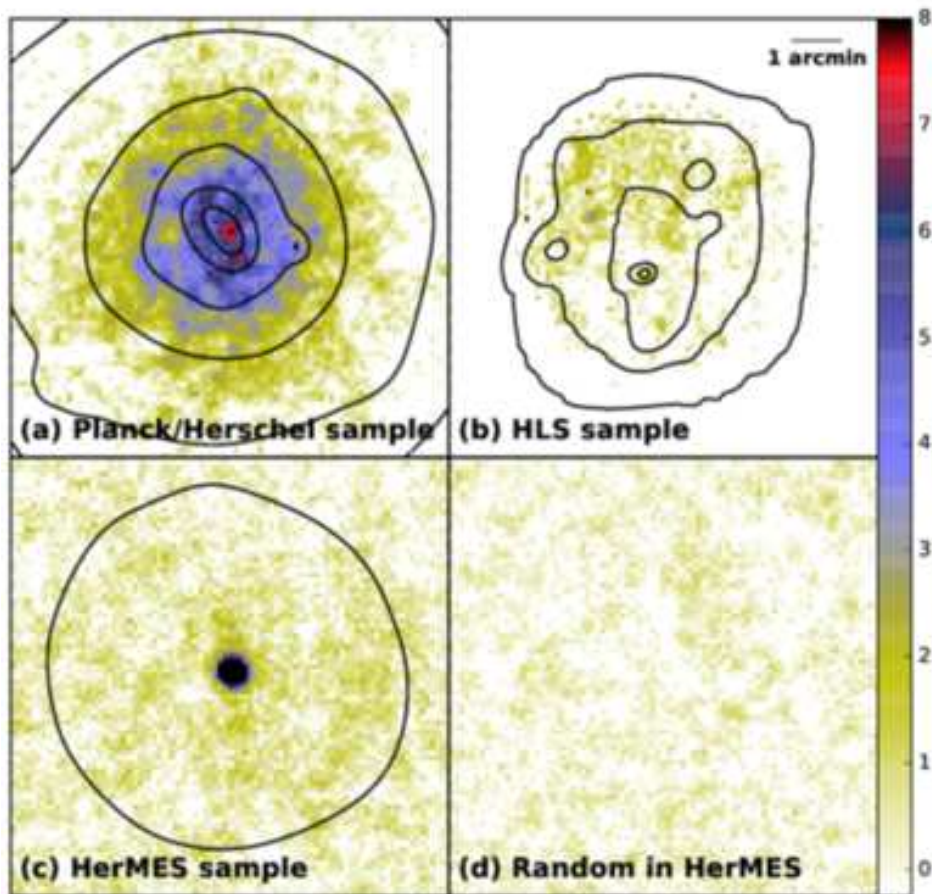 1 arcmin
(a) Planck/Herschel sample
(b) HLS sample
(c) HerMES sample
(d) Random in HerMES
8
7
6
5
4
3
2
1
0